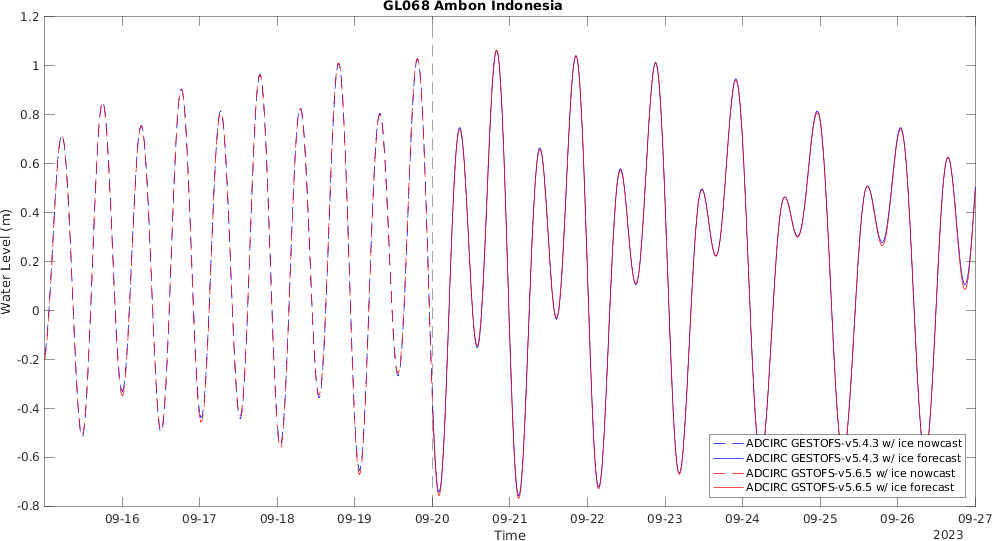 GL068 Ambon Indonesia
1.2
1
0.8
0.6
0.4
0.2
0
-0.2
-0.4
-0.6
-0.8
Water Level (m)
ADCIRC GESTOFS-v5.4.3 w/ ice nowcast
ADCIRC GESTOFS-v5.4.3 w/ ice forecast
ADCIRC GSTOFS-v5.6.5 w/ ice nowcast
ADCIRC GSTOFS-v5.6.5 w/ ice forecast
09-16 09-17 09-18 09-19 09-20 09-21 09-22 09-23 09-24 09-25 09-26 09-27
Time
2023